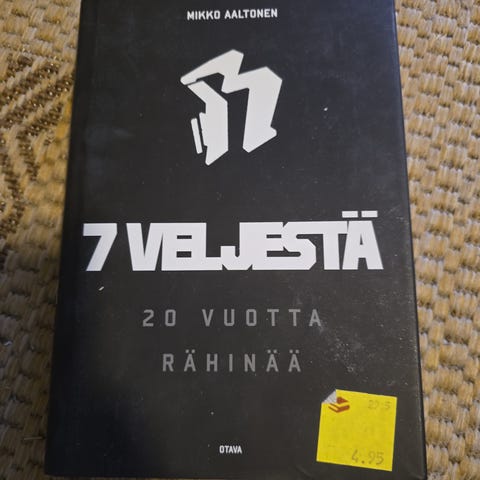 MIKKO AALTONEN
7 VELJESTÄ
20 VUOTTA
RÄHINÄÄ
OTAVA
4.95